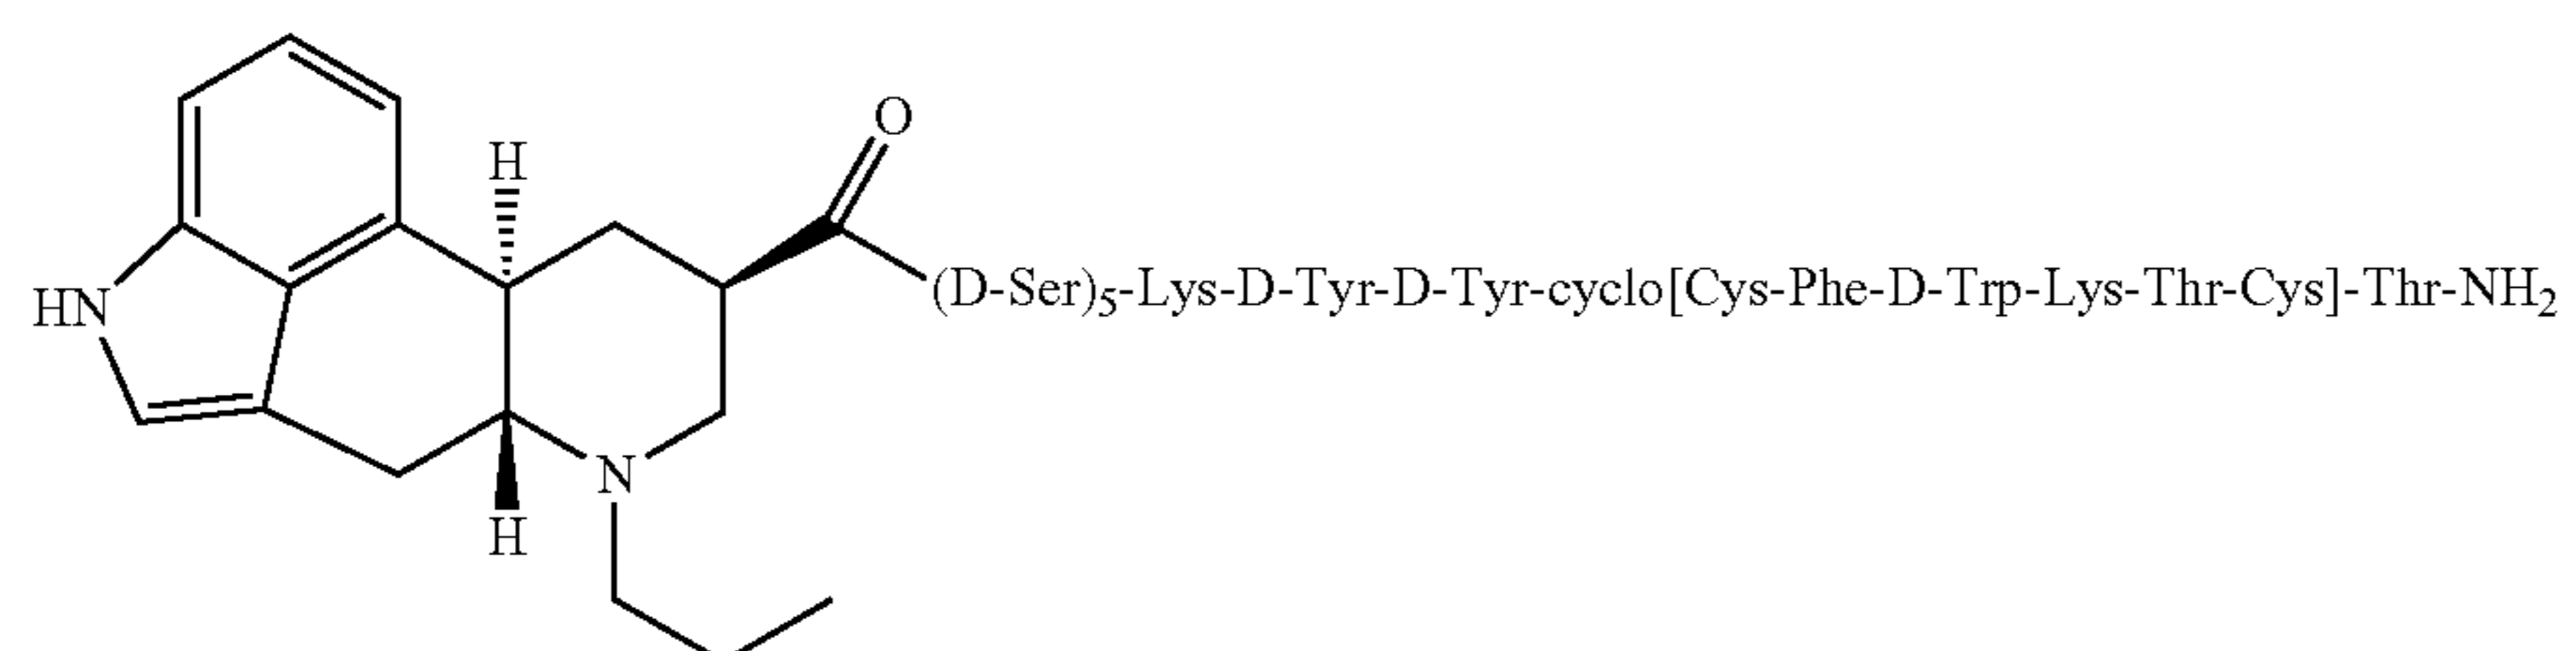 O
H
(D-Ser)5-Lys-D-Tyr-D-Tyr-cyclo[Cys-Phe-D-Trp-Lys-Thr-Cys]-Thr-NH2
HN
N
H